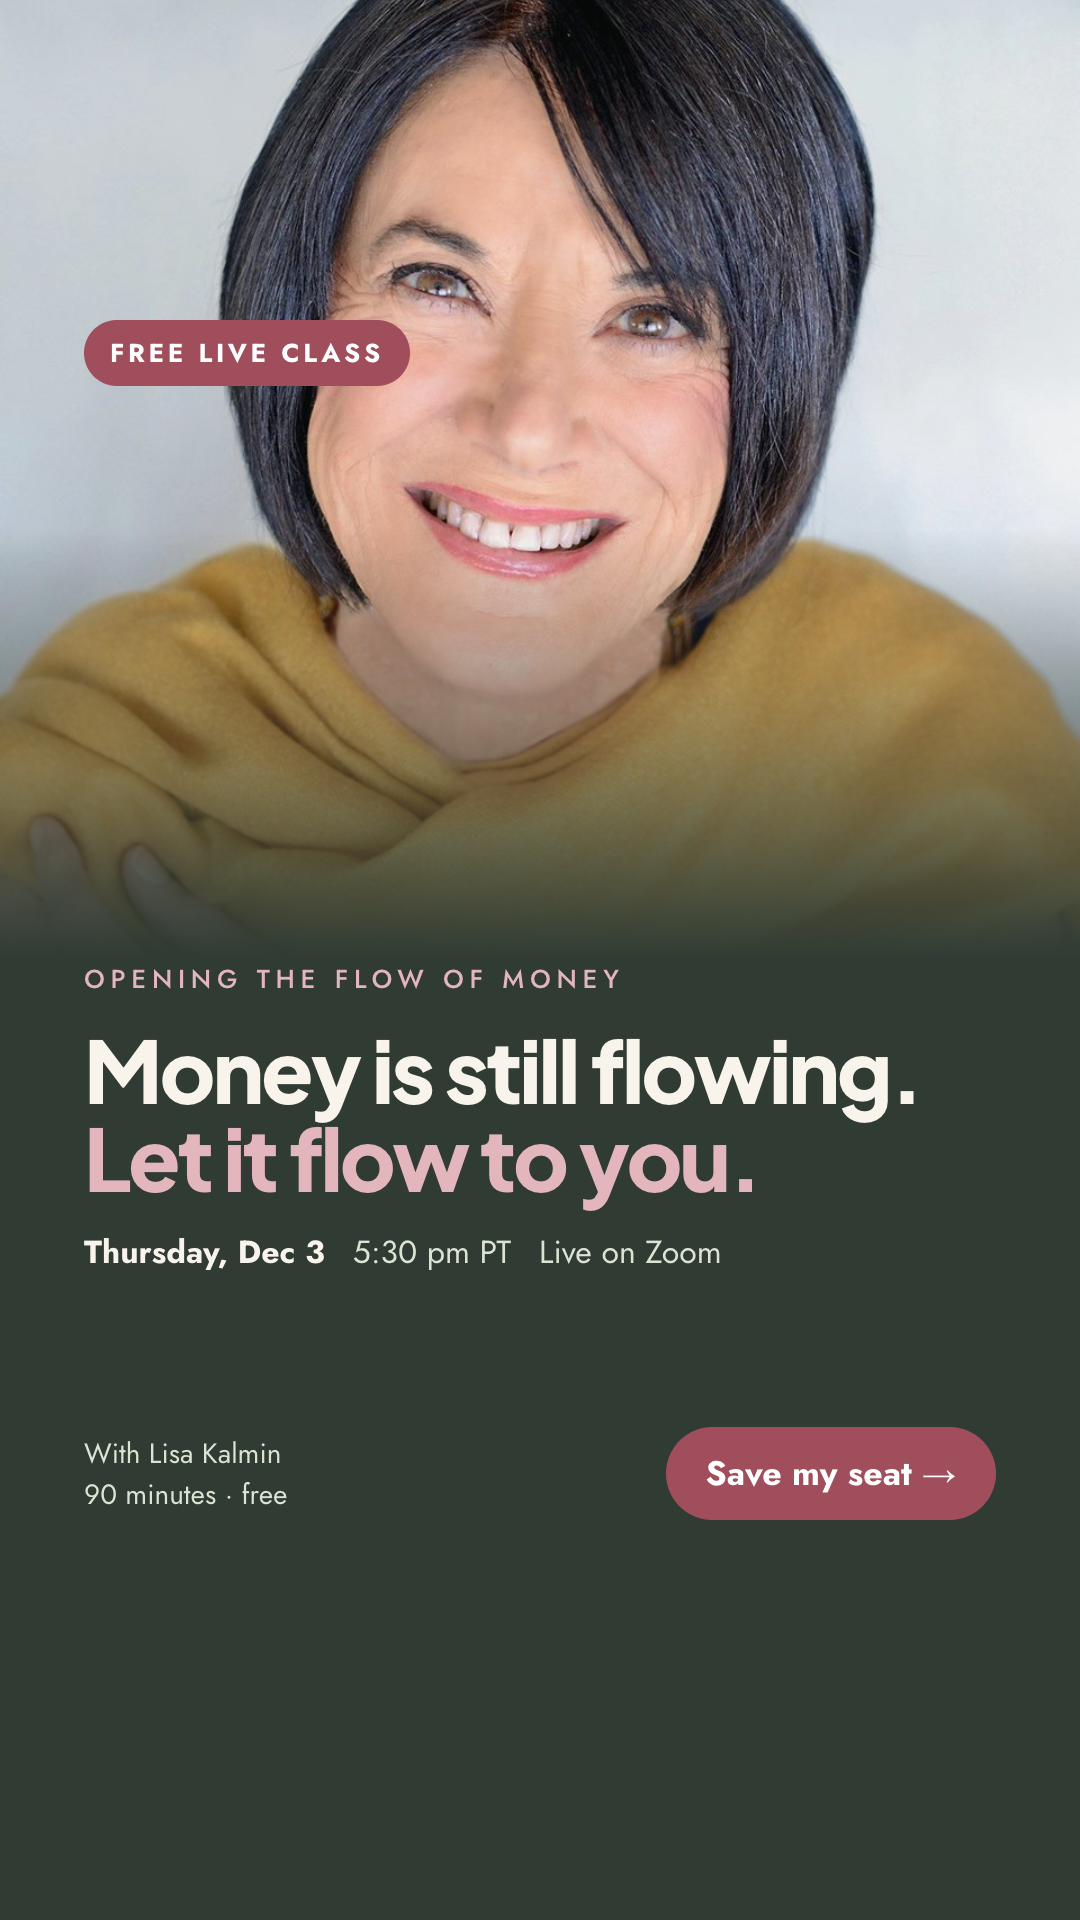 FREE LIVE CLASS
OPENING THE FLOW OF MONEY
Money is still flowing.
Let it flow to you.
Thursday, Dec 3 5:30 pm PT Live on Zoom
With Lisa Kalmin
90 minutes · free
Save my seat →